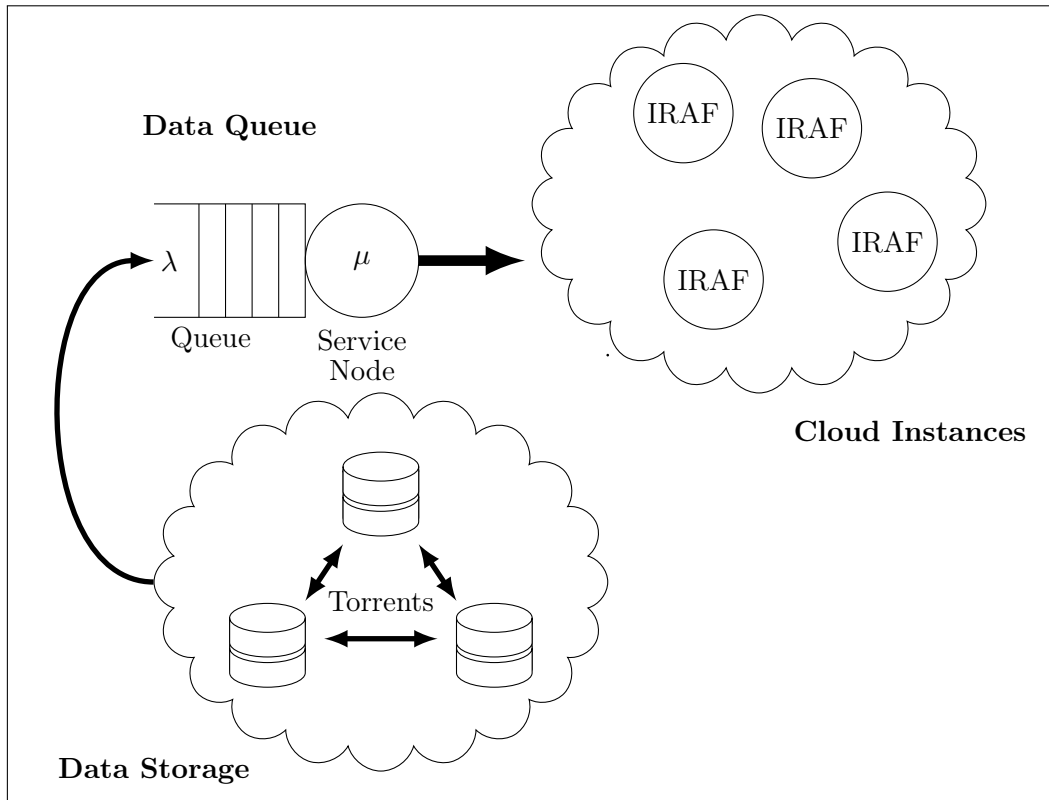 Data Queue
IRAF
IRAF
IRAF
IRAF
λ
μ
Queue
Service
Node
Cloud Instances
Torrents
Data Storage